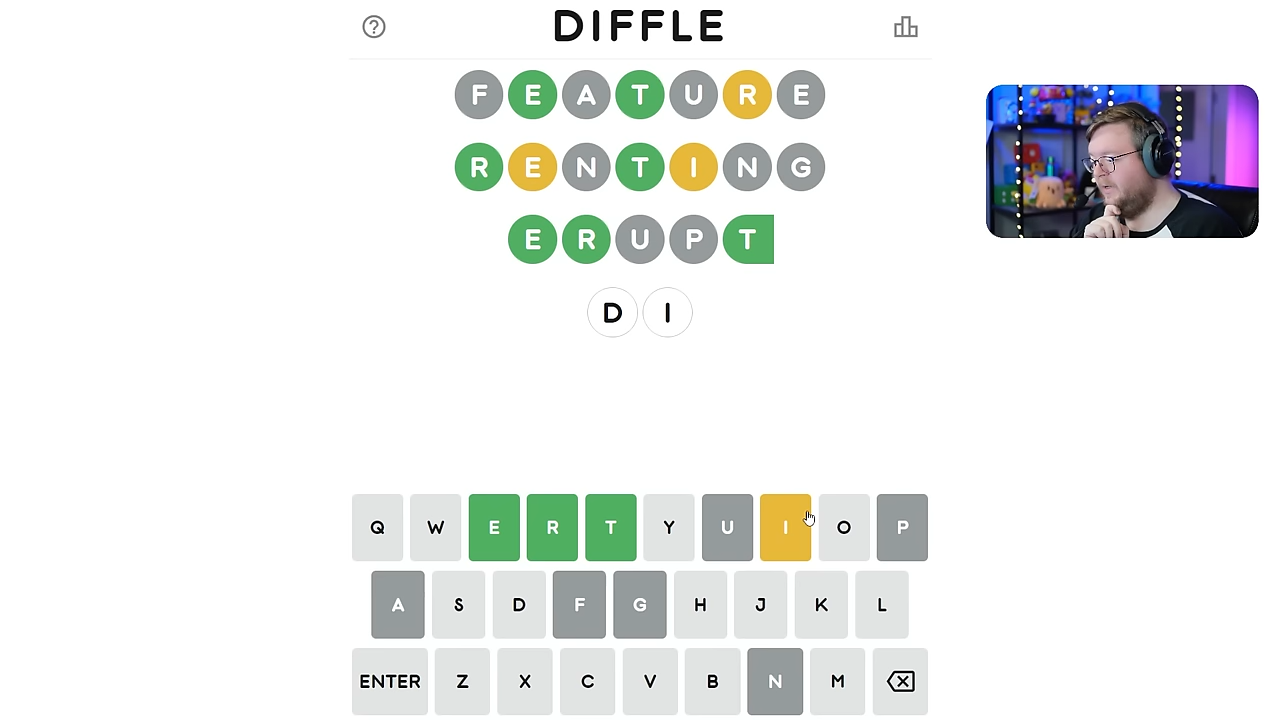 ?
DIFFLE
FEATURE
RENTING
ERUPT
DI
QWERTYUIOP
ASDFGHJKL
ENTER ZXCVBNM